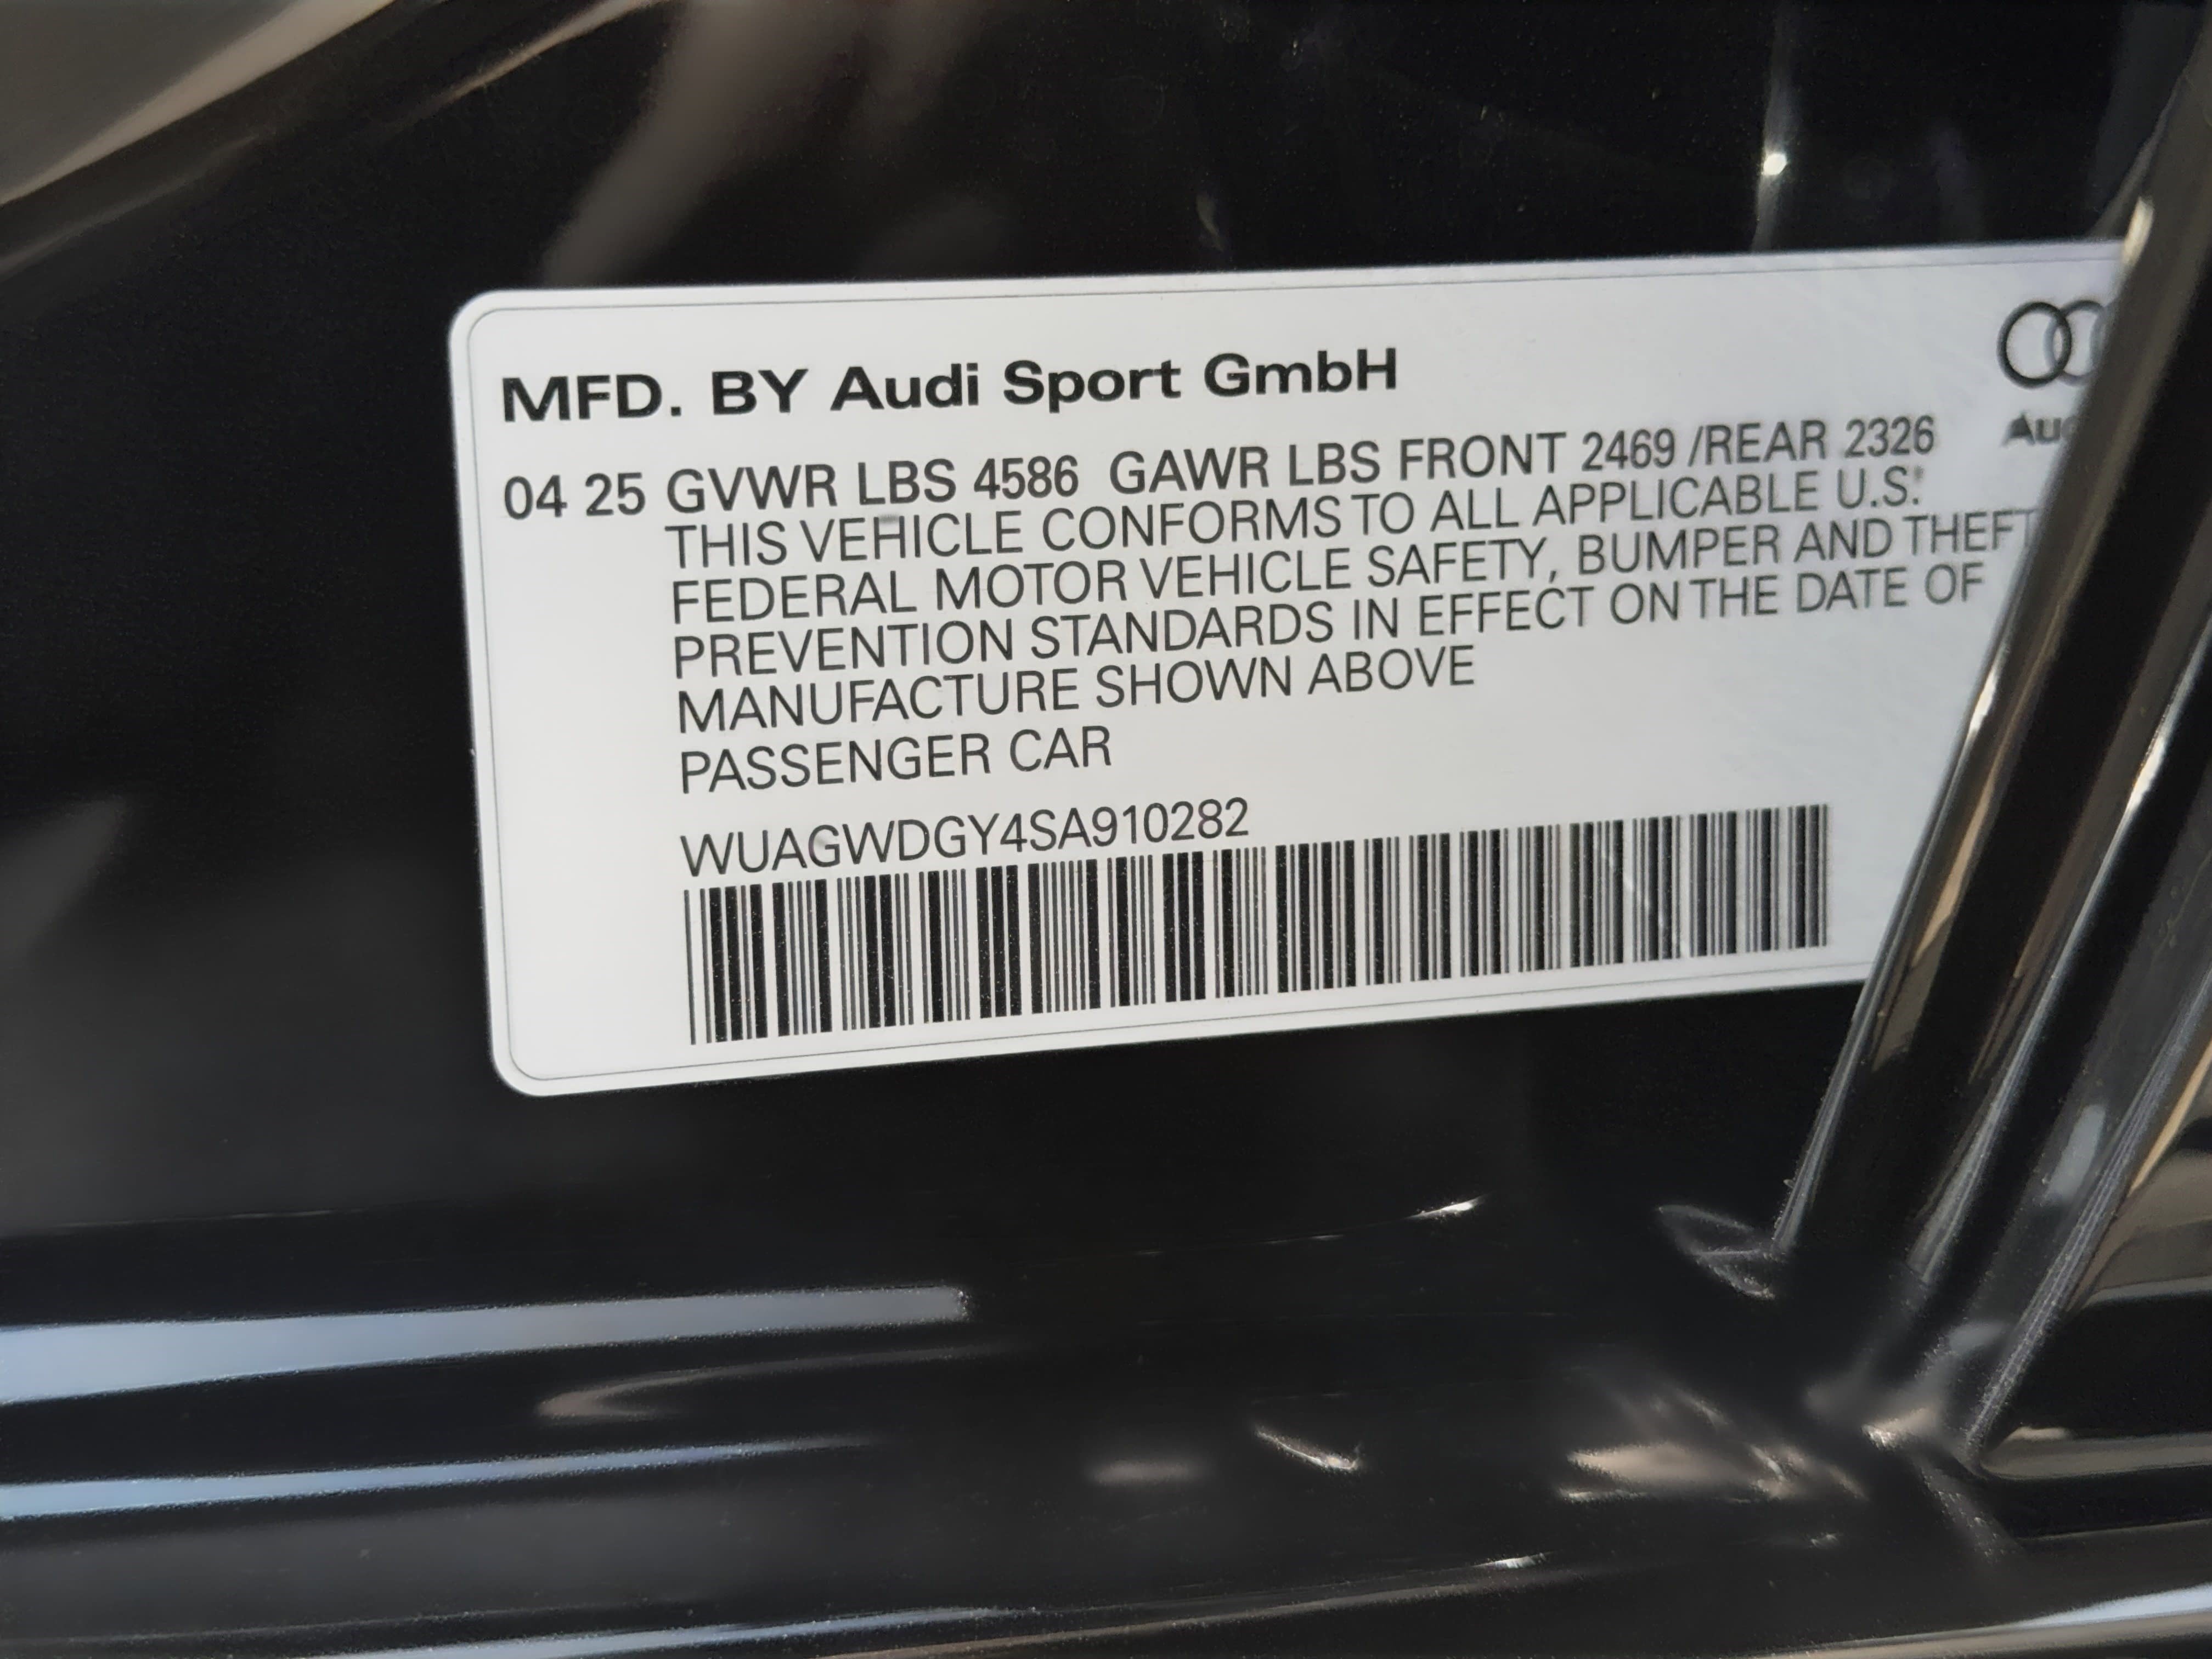 MFD. BY Audi Sport GmbH
04 25 GVWR LBS 4586 GAWR LBS FRONT 2469 /REAR 2326
THIS VEHICLE CONFORMS TO ALL APPLICABLE U.S.
FEDERAL MOTOR VEHICLE SAFETY, BUMPER AND THEFT
PREVENTION STANDARDS IN EFFECT ON THE DATE OF
MANUFACTURE SHOWN ABOVE
PASSENGER CAR
WUAGWDGY4SA910282